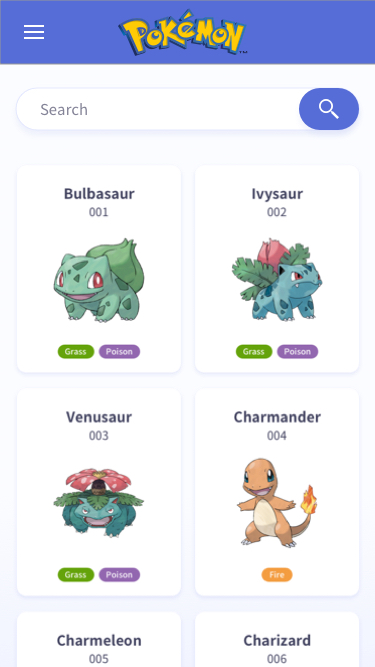 POKéMON
TM
Search
Bulbasaur
001
Grass Poison
Ivysaur
002
Grass Poison
Venusaur
003
Grass Poison
Charmander
004
Fire
Charmeleon
005
Charizard
006